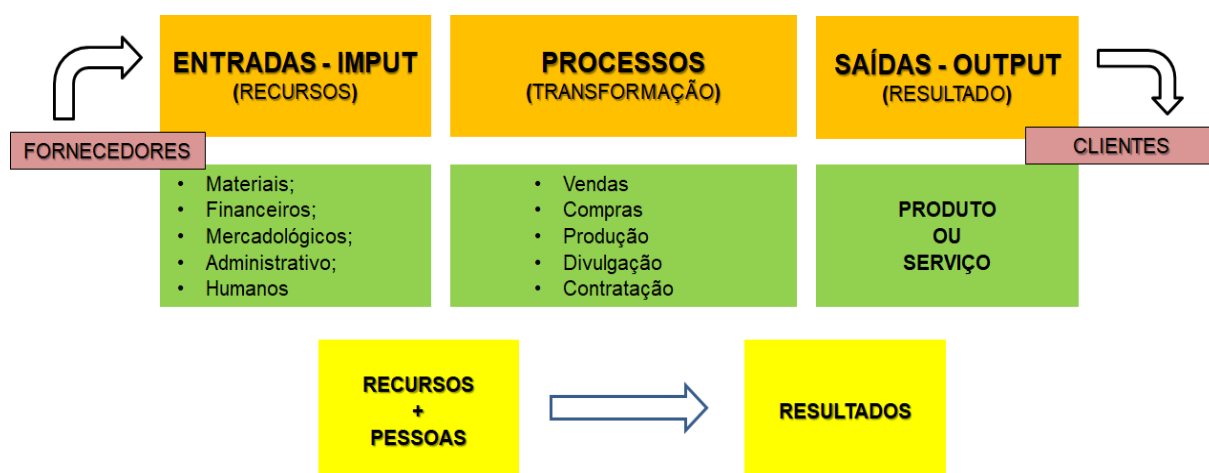 ENTRADAS - IMPUT
(RECURSOS)
PROCESSOS
(TRANSFORMAÇÃO)
SAÍDAS - OUTPUT
(RESULTADO)
FORNECEDORES
CLIENTES
• Materiais;
• Financeiros;
• Mercadológicos;
• Administrativo;
• Humanos
• Vendas
• Compras
• Produção
• Divulgação
• Contratação
PRODUTO
OU
SERVIÇO
RECURSOS
+
PESSOAS
RESULTADOS